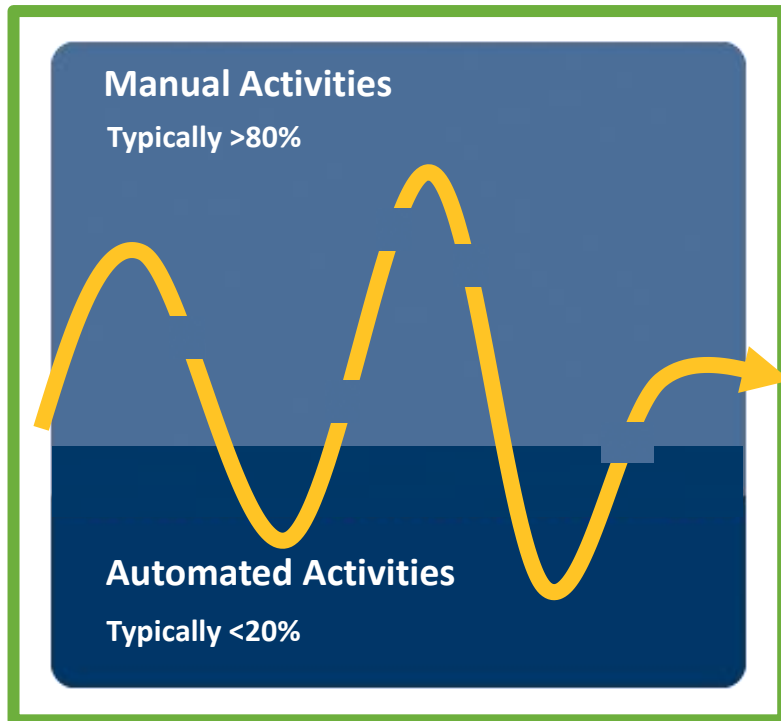 Manual Activities
Typically >80%
Automated Activities
Typically <20%